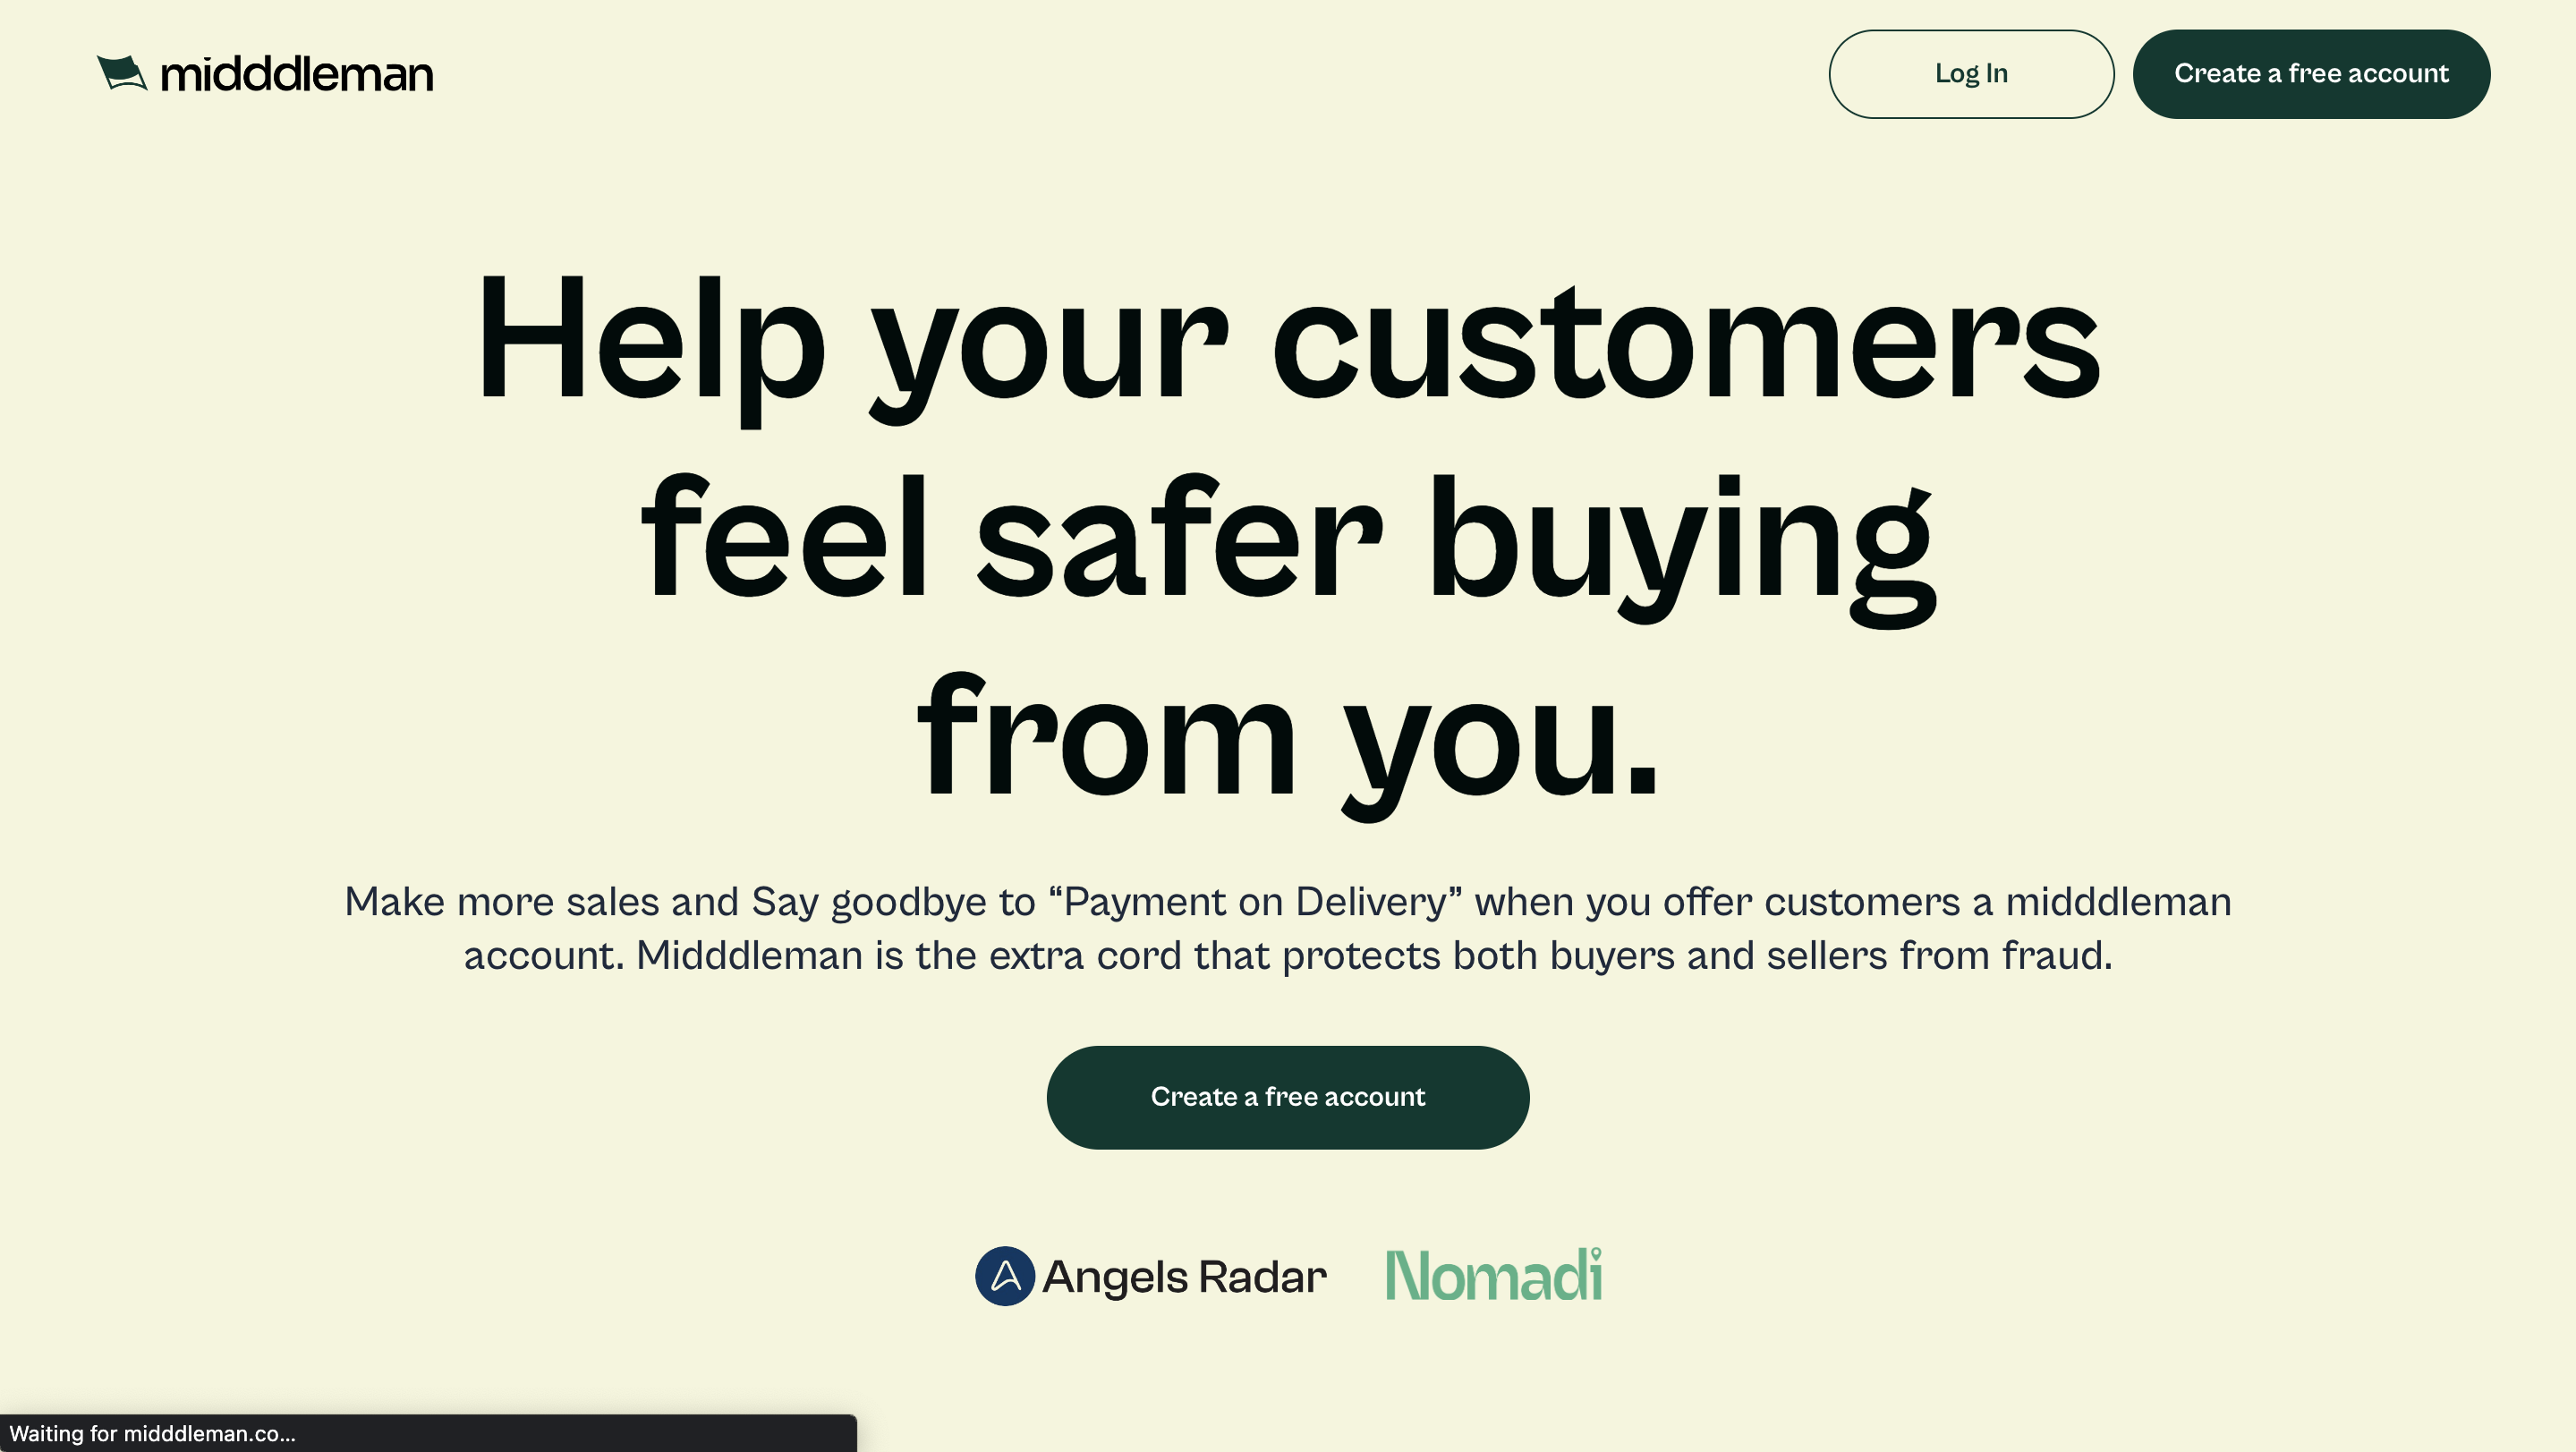 midddleman
Log In
Create a free account
Help your customers
feel safer buying
from you.
Make more sales and Say goodbye to “Payment on Delivery” when you offer customers a midddleman
account. Midddleman is the extra cord that protects both buyers and sellers from fraud.
Create a free account
Angels Radar
Nomadi
Waiting for midddleman.co...